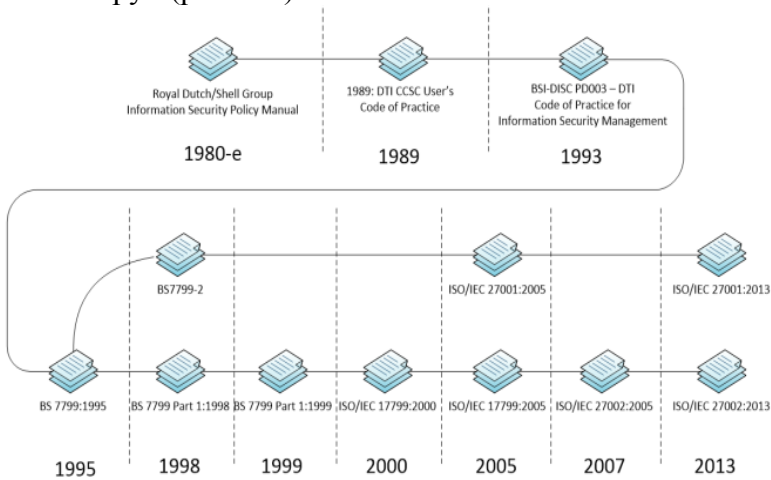 Royal Dutch/Shell Group
Information Security Policy Manual
1989: DTI CCSC User's
Code of Practice
BSI-DISC PD003 – DTI
Code of Practice for
Information Security Management
1980-е
1989
1993
BS7799-2
ISO/IEC 27001:2005
ISO/IEC 27001:2013
BS 7799:1995
BS 7799 Part 1:1998
BS 7799 Part 1:1999
ISO/IEC 17799:2000
ISO/IEC 17799:2005
ISO/IEC 27002:2005
ISO/IEC 27002:2013
1995
1998
1999
2000
2005
2007
2013